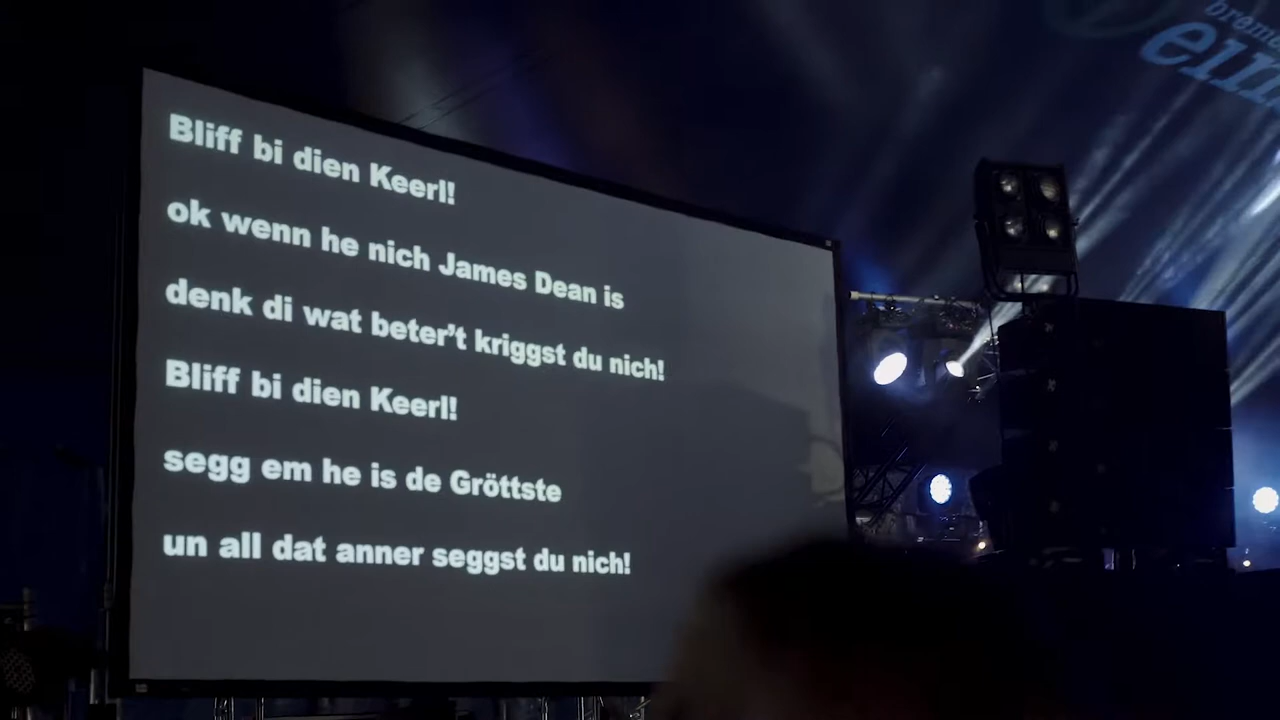 Bliff bi dien Keerl!
ok wenn he nich James Dean is
denk di wat beter't kriggst du nich!
Bliff bi dien Keerl!
segg em he is de Gröttste
un all dat anner seggst du nich!